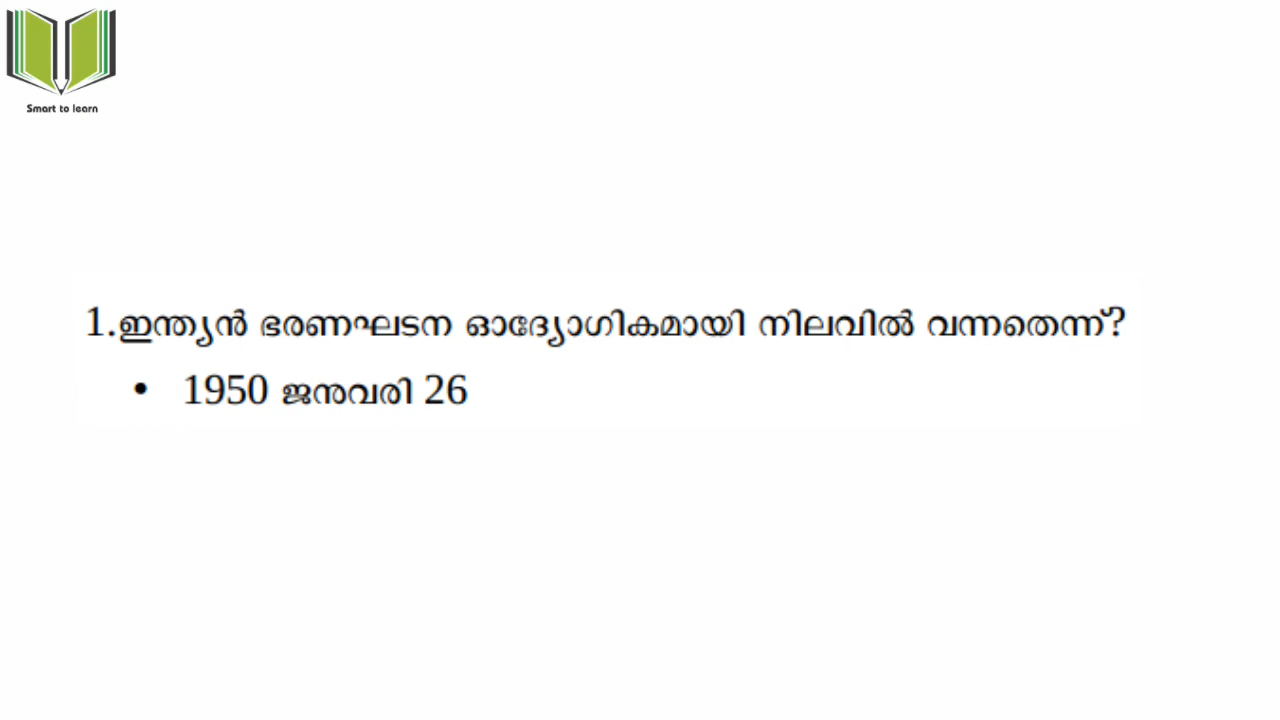 Smart to learn
1.ഇന്ത്യൻ ഭരണഘടന ഓദ്യോഗികമായി നിലവിൽ വന്നതെന്ന്?
• 1950 ജനുവരി 26